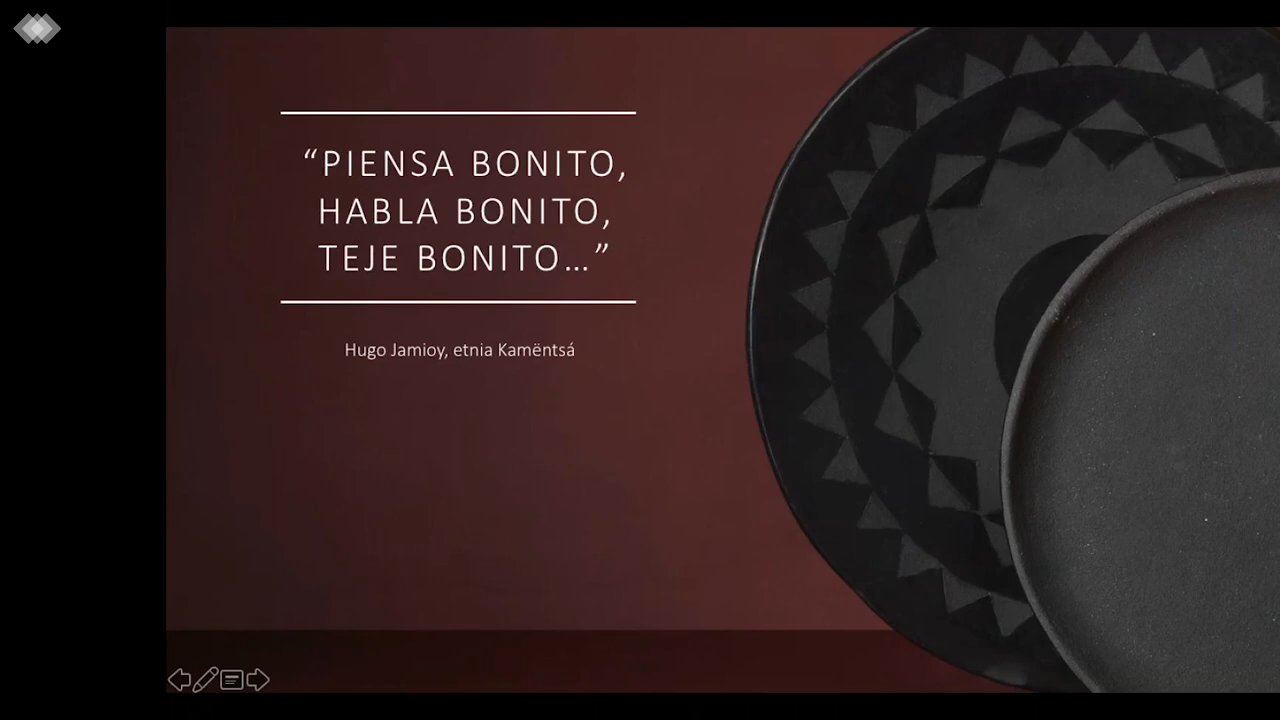 “PIENSA BONITO,
HABLA BONITO,
TEJE BONITO…”
Hugo Jamioy, etnia Kamëntsá